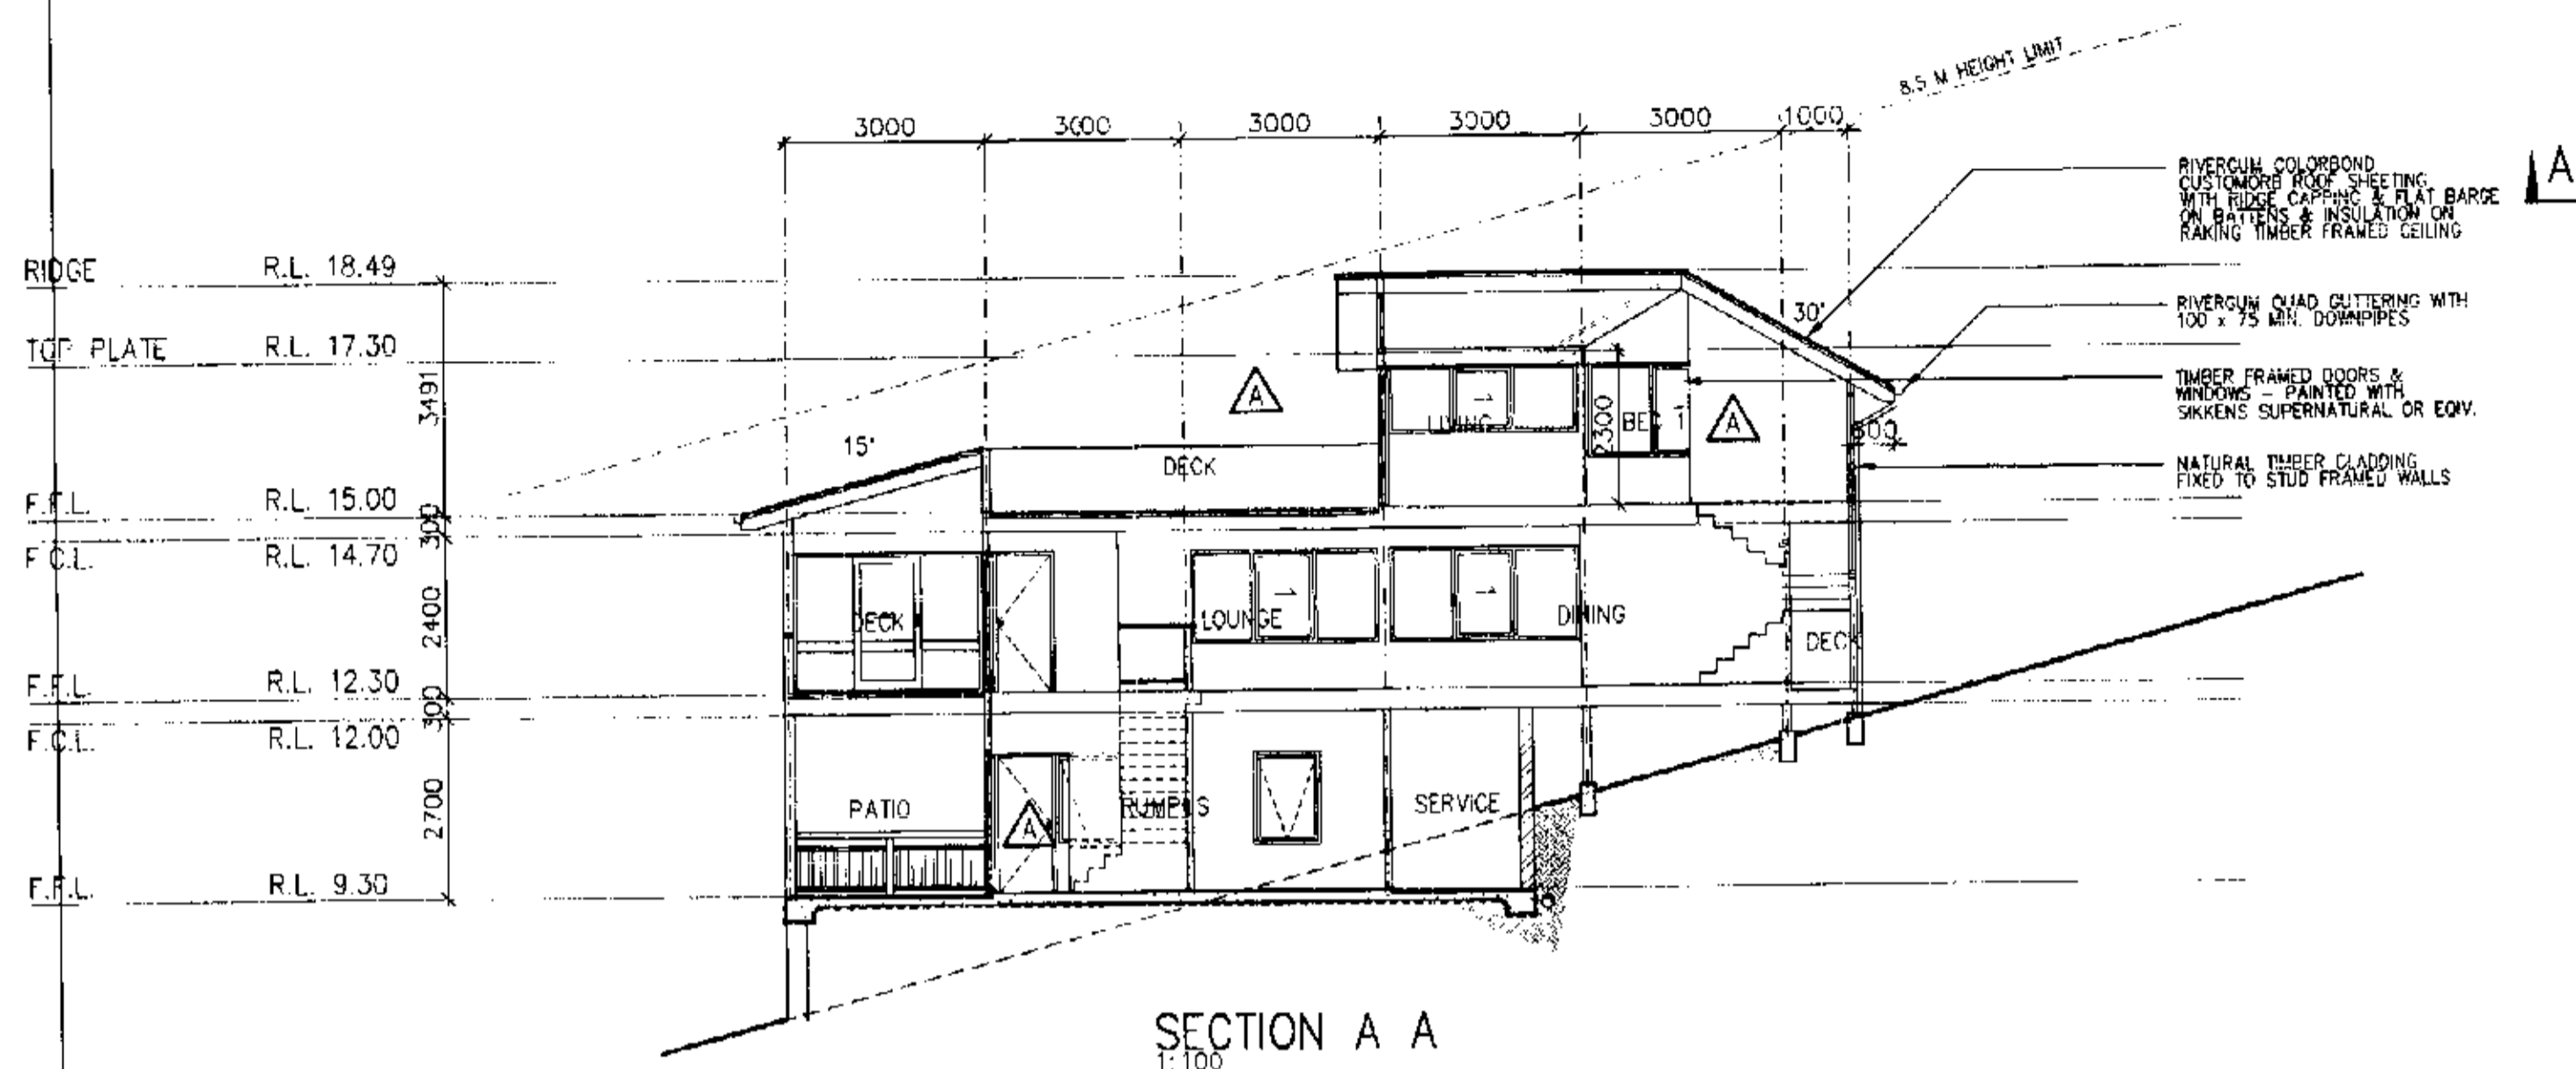 8.5 M HEIGHT LIMIT
3000 3000 3000 3000 3000 1000
RIVERGUM COLORBOND
CUSTOMORB ROOF SHEETING
WITH RIDGE CAPPING & FLAT BARGE
ON BATTENS & INSULATION ON
RAKING TIMBER FRAMED CEILING
A
RIDGE R.L. 18.49
RIVERGUM QUAD GUTTERING WITH
100 x 75 MIN. DOWNPIPES
30°
TOP PLATE R.L. 17.30
TIMBER FRAMED DOORS &
WINDOWS - PAINTED WITH
SIKKENS SUPERNATURAL OR EQIV.
3491
A
LIVING
2300
BED 1
A
600
15°
DECK
NATURAL TIMBER CLADDING
FIXED TO STUD FRAMED WALLS
F.F.L. R.L. 15.00
300
F.C.L. R.L. 14.70
2400
DECK
LOUNGE
DINING
DECK
F.F.L. R.L. 12.30
300
F.C.L. R.L. 12.00
2700
PATIO
A
RUMPUS
SERVICE
F.F.L. R.L. 9.30
SECTION A A
1:100